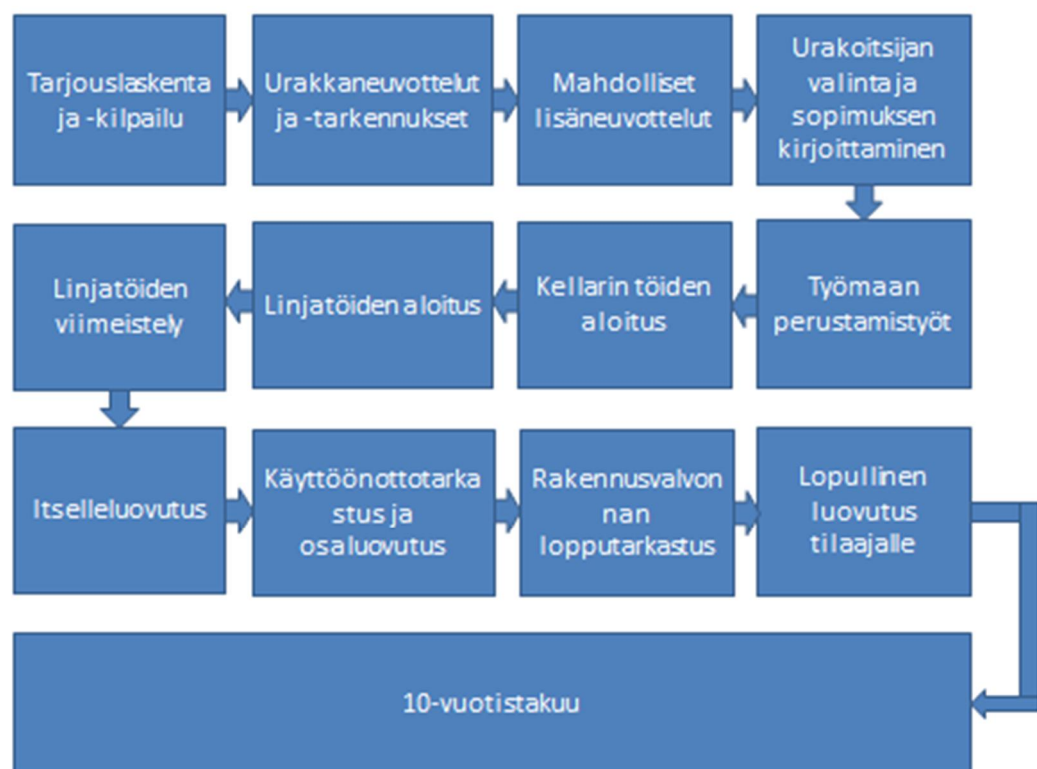 Tarjouslaskenta
ja -kilpailu
Urakkaneuvottelut
ja -tarkennukset
Mahdolliset
lisäneuvottelut
Urakoitsijan
valinta ja
sopimuksen
kirjoittaminen
Työmaan
perustamistyöt
Kellarin töiden
aloitus
Linjatöiden aloitus
Linjatöiden
viimeistely
Itselleluovutus
Käyttöönottotarka
stus ja
osaluovutus
Rakennusvalvon
nan
lopputarkastus
Lopullinen
luovutus
tilaajalle
10-vuotistakuu